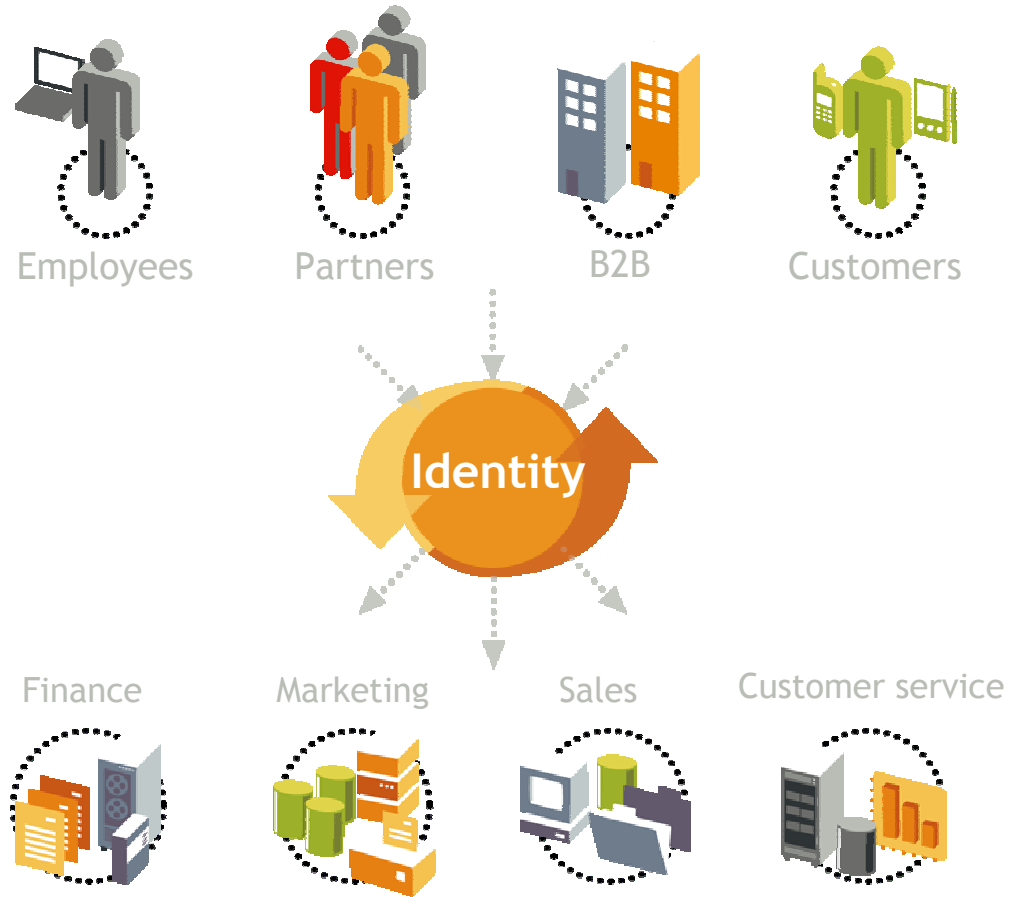 Employees
Partners
B2B
Customers
Identity
Finance
Marketing
Sales
Customer service